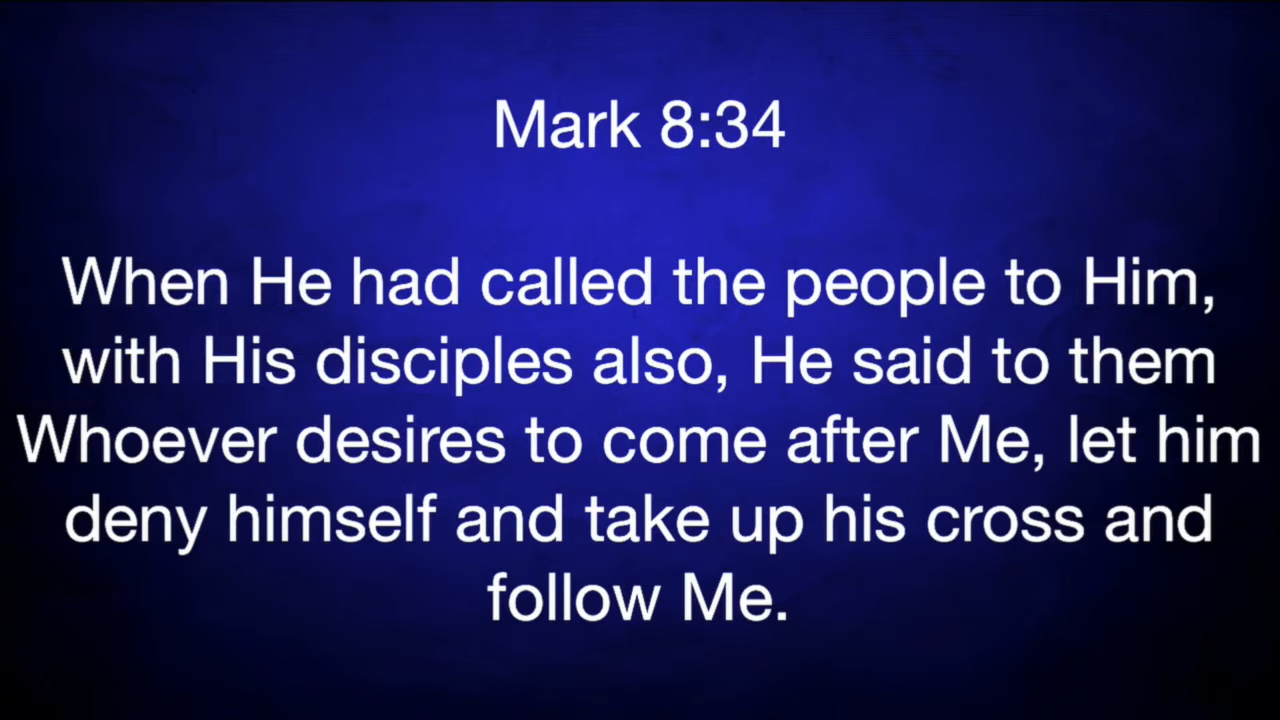 Mark 8:34
When He had called the people to Him,
with His disciples also, He said to them
Whoever desires to come after Me, let him
deny himself and take up his cross and
follow Me.